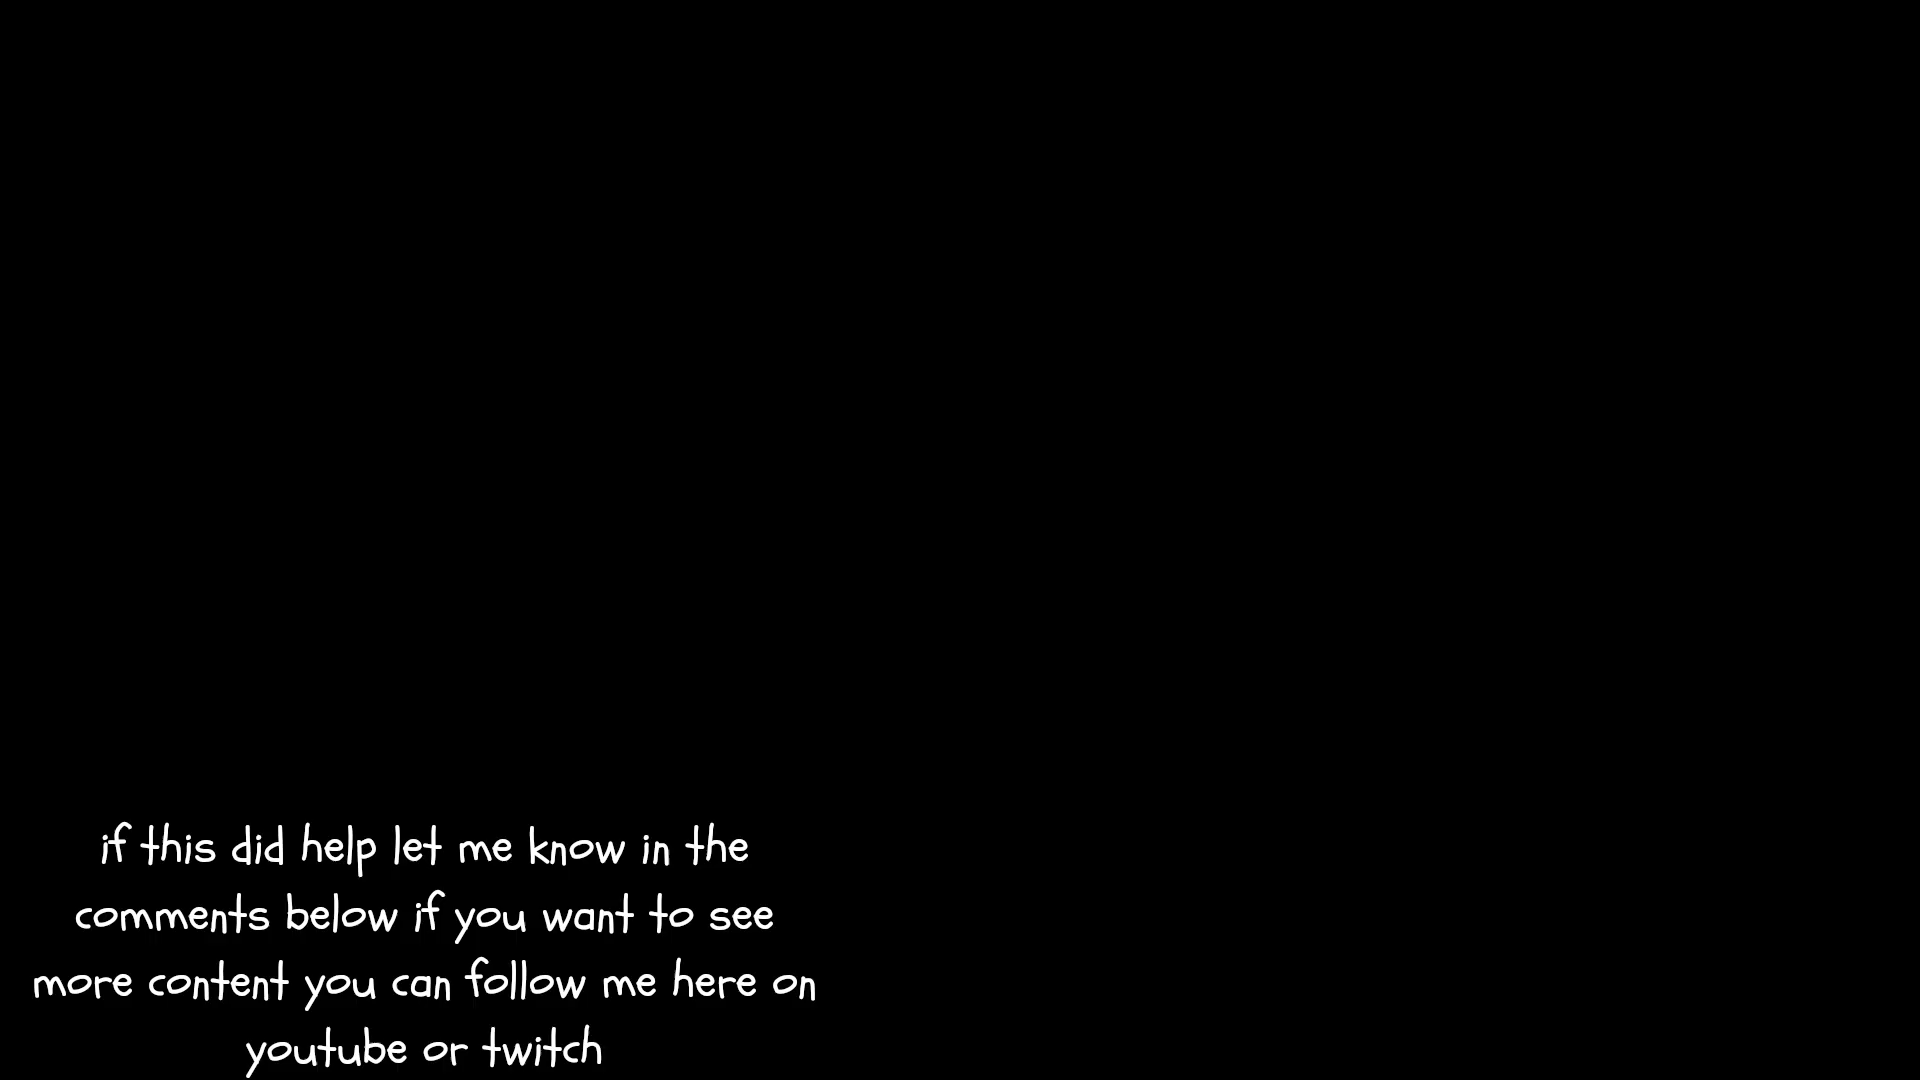 if this did help let me know in the
comments below if you want to see
more content you can follow me here on
youtube or twitch